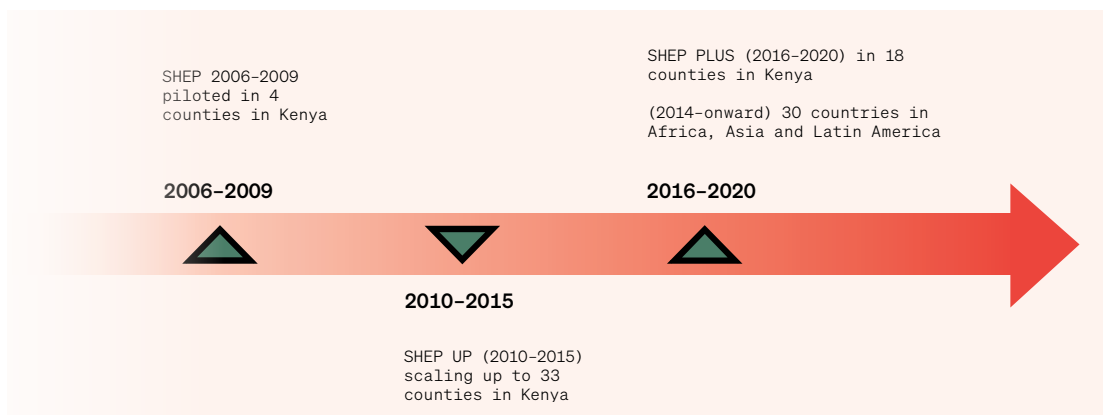 SHEP 2006–2009
piloted in 4
counties in Kenya
2006–2009
2010–2015
SHEP UP (2010–2015)
scaling up to 33
counties in Kenya
SHEP PLUS (2016–2020) in 18
counties in Kenya
(2014–onward) 30 countries in
Africa, Asia and Latin America
2016–2020